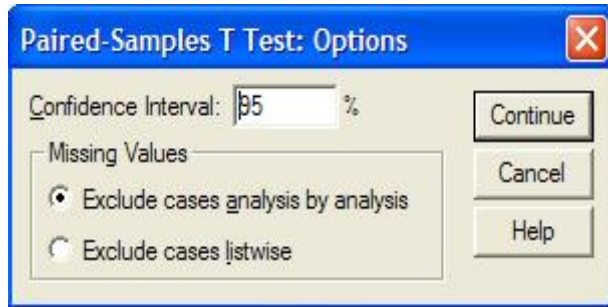 Paired-Samples T Test: Options
Confidence Interval: 95 %
Continue
Missing Values
Cancel
Exclude cases analysis by analysis
Help
Exclude cases listwise